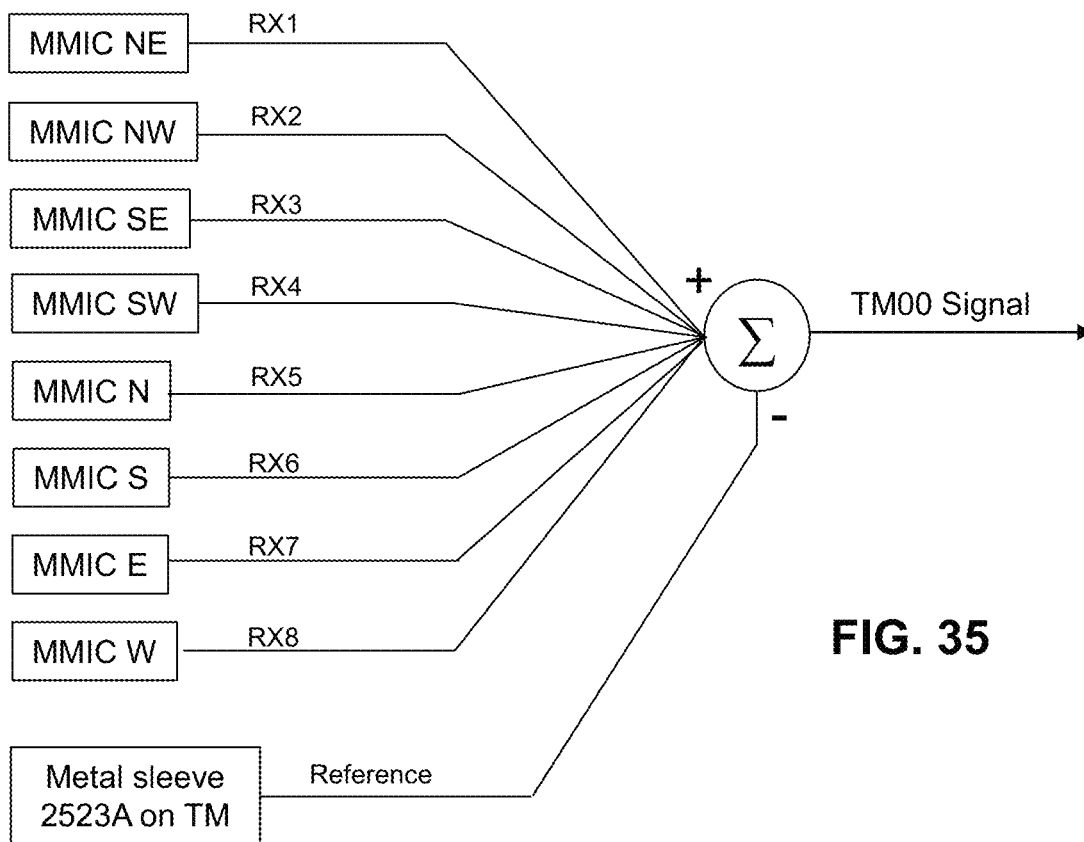 MMIC NE
RX1
MMIC NW
RX2
MMIC SE
RX3
MMIC SW
RX4
MMIC N
RX5
MMIC S
RX6
MMIC E
RX7
MMIC W
RX8
Metal sleeve
2523A on TM
Reference
+
Σ
-
TM00 Signal
FIG. 35